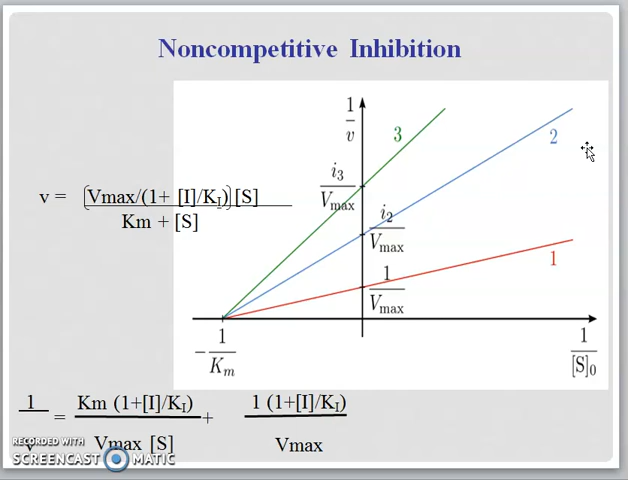 Noncompetitive Inhibition
1
v
3
2
i3
Vmax
v = (Vmax/(1+ [I]/KI) [S]
Km + [S]
i2
Vmax
1
1
Vmax
1
− Km
1
[S]0
1 = Km (1+[I]/KI) + 1 (1+[I]/KI)
v Vmax [S] Vmax
RECORDED WITH
SCREENCAST MATIC